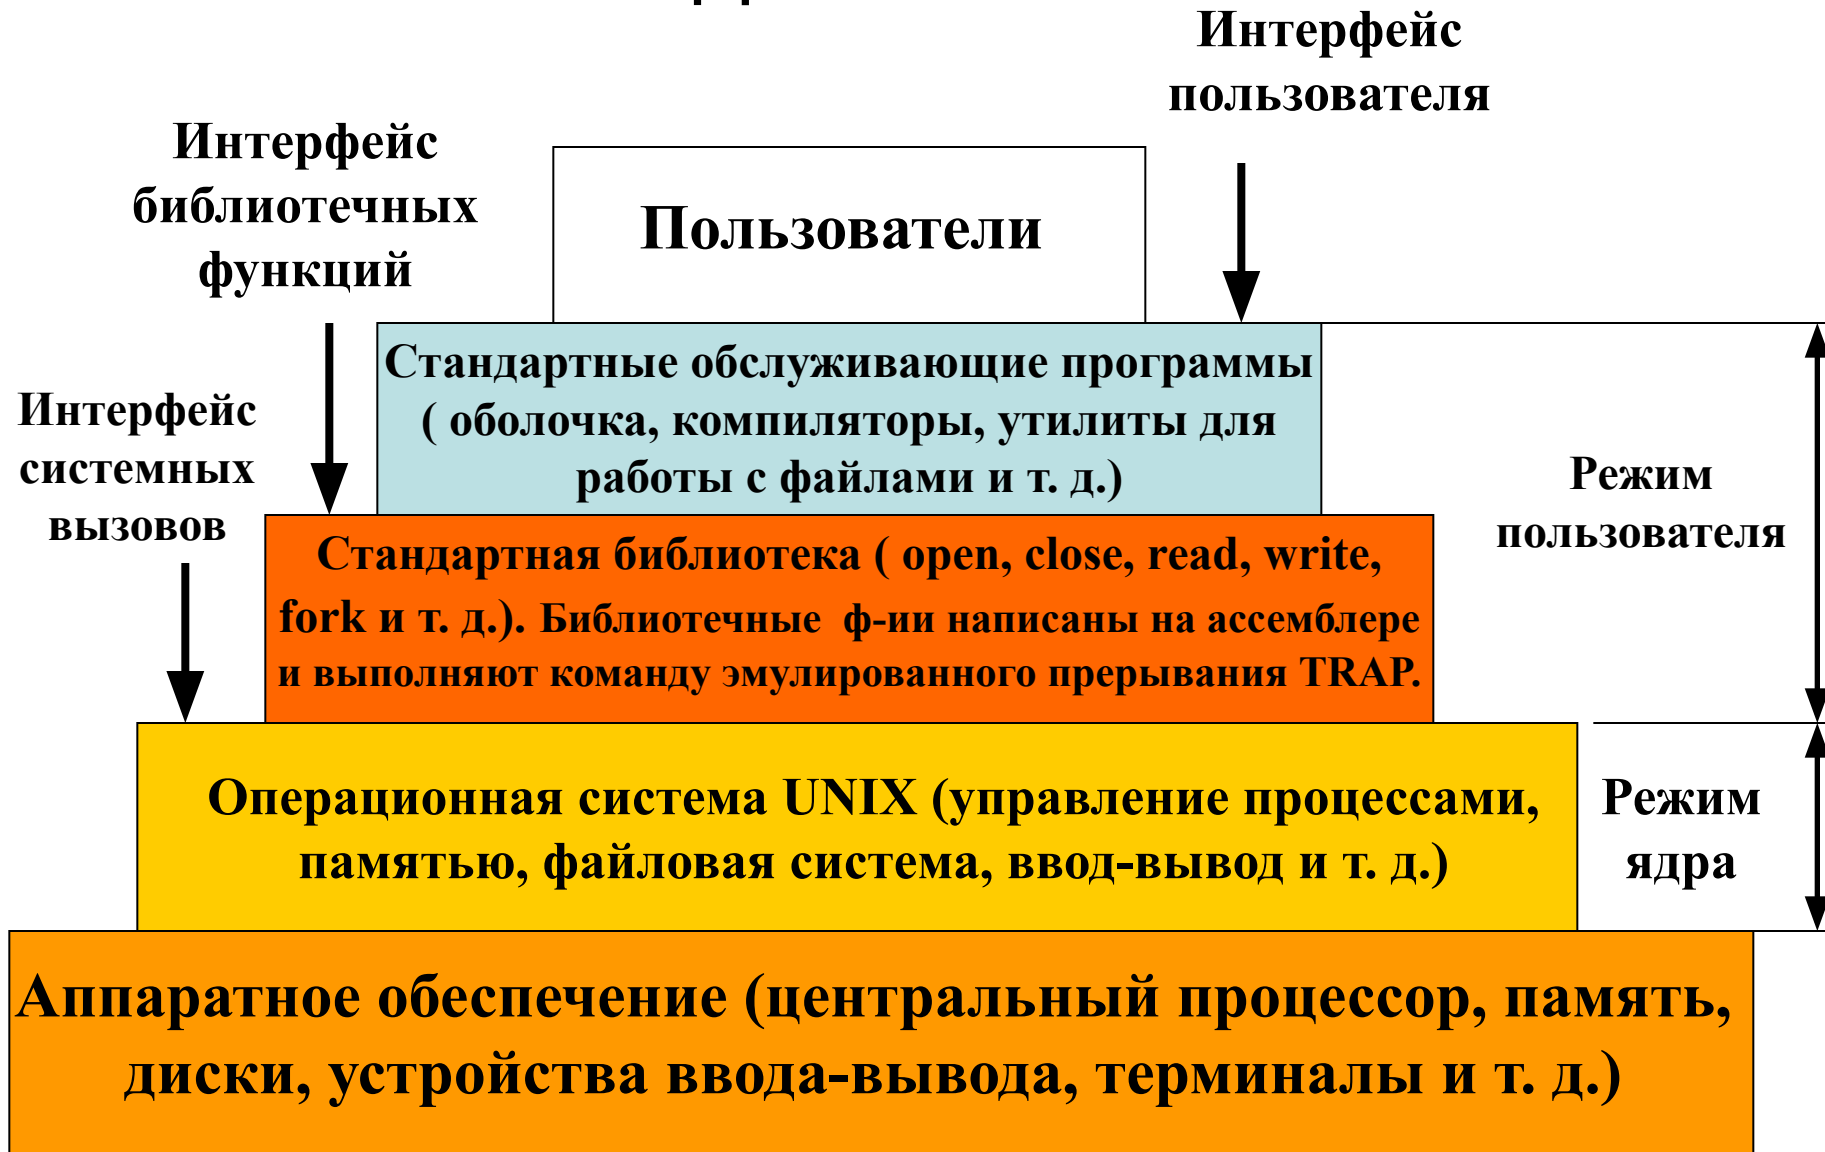 Интерфейс
пользователя
Интерфейс
библиотечных
функций
Пользователи
Интерфейс
системных
вызовов
Стандартные обслуживающие программы
( оболочка, компиляторы, утилиты для
работы с файлами и т. д.)
Режим
пользователя
Стандартная библиотека ( open, close, read, write,
fork и т. д.). Библиотечные ф-ии написаны на ассемблере
и выполняют команду эмулированного прерывания TRAP.
Операционная система UNIX (управление процессами,
памятью, файловая система, ввод-вывод и т. д.)
Режим
ядра
Аппаратное обеспечение (центральный процессор, память,
диски, устройства ввода-вывода, терминалы и т. д.)